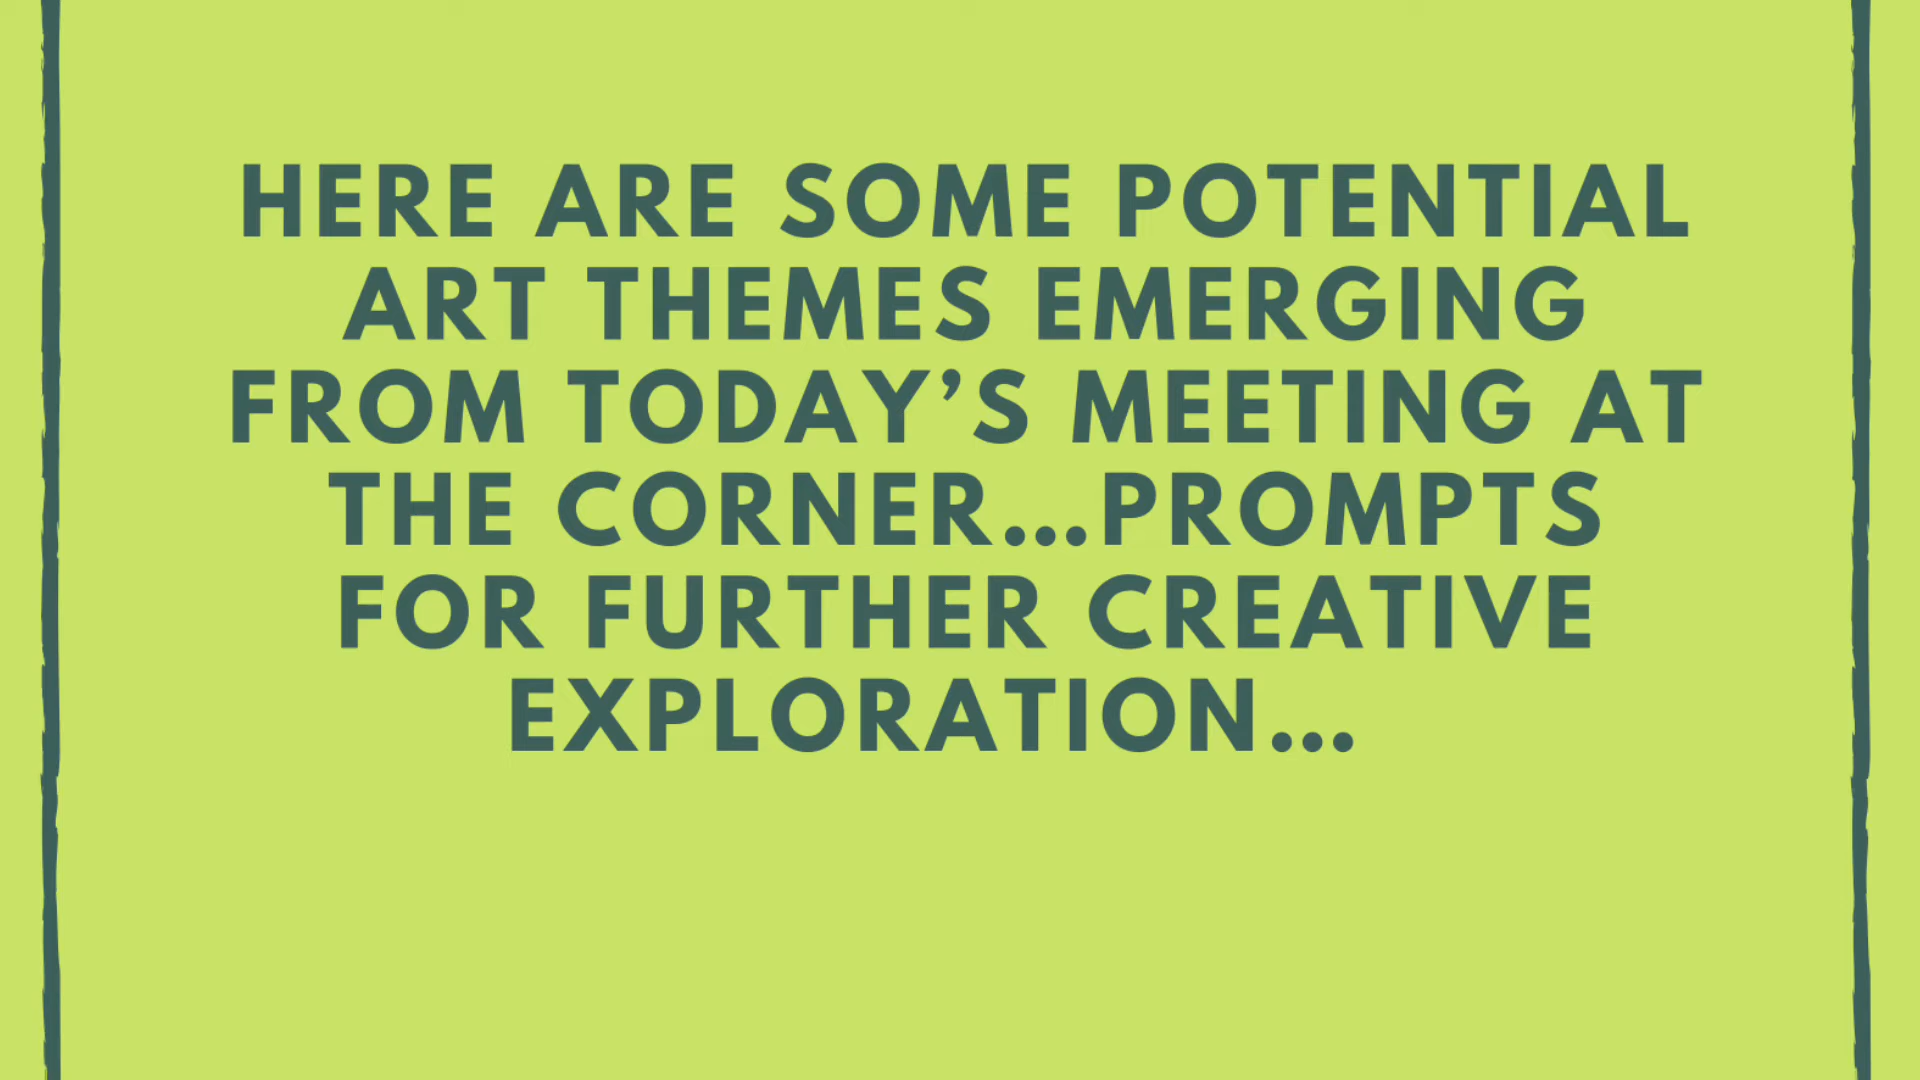 HERE ARE SOME POTENTIAL
ART THEMES EMERGING
FROM TODAY’S MEETING AT
THE CORNER...PROMPTS
FOR FURTHER CREATIVE
EXPLORATION...